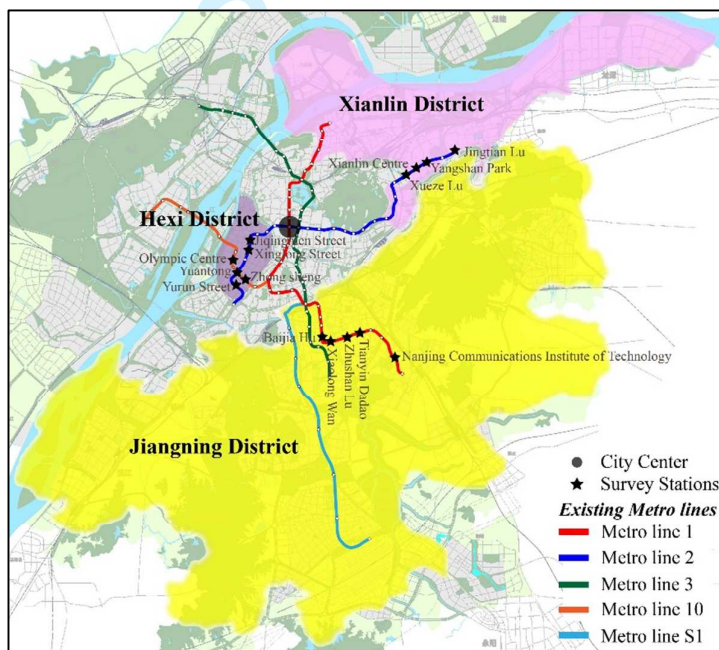 Xianlin District
Jingtian Lu
Xianlin Centre
Yangshan Park
Xueze Lu
Hexi District
Jiqingmen Street
Xinglong Street
Olympic Centre
Yuantong
Zhong sheng
Yurun Street
Baijia Hu
Xiaolong Wan
Zhushan Lu
Tianyin Dadao
Nanjing Communications Institute of Technology
Jiangning District
City Center
Survey Stations
Existing Metro lines
Metro line 1
Metro line 2
Metro line 3
Metro line 10
Metro line S1